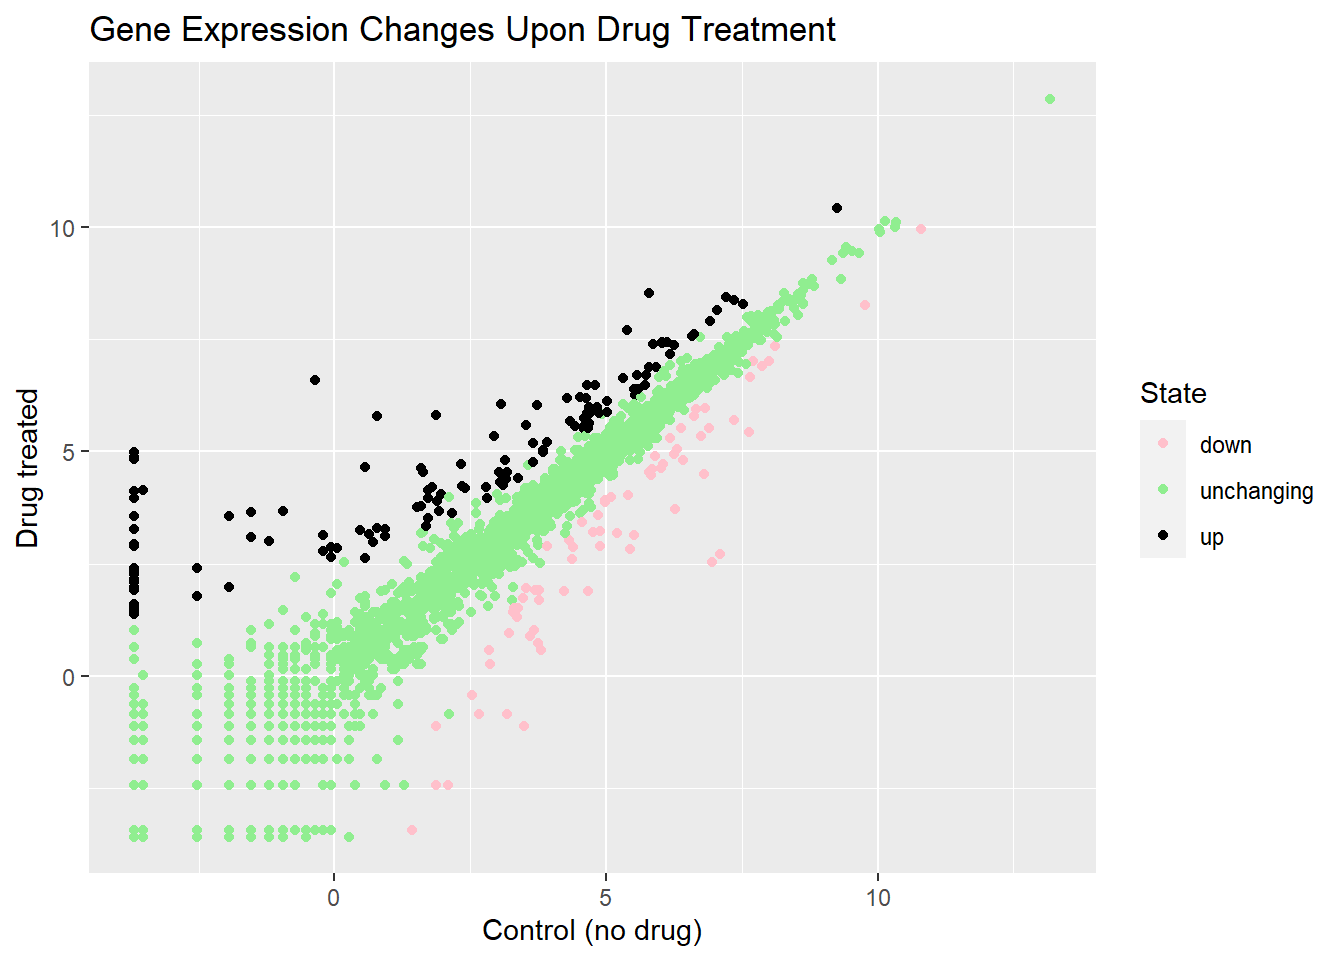 Gene Expression Changes Upon Drug Treatment
Drug treated
10
5
0
0
5
10
Control (no drug)
State
down
unchanging
up